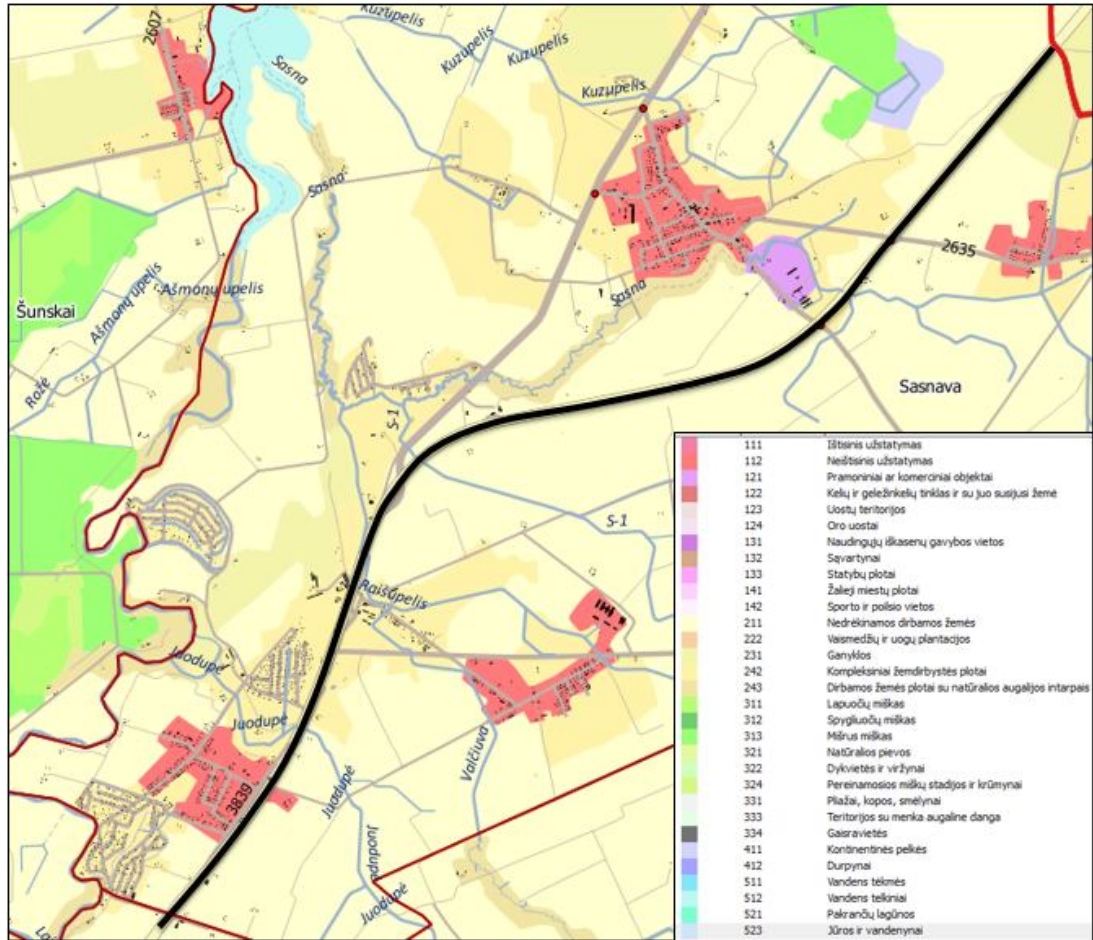 2607
Kuzupelis
Kuzupelis
Kuzupelis
Sasna
Kuzupelis
Sasna
2635
Ašmonų upelis
Ašmonų upelis
Sasna
Šunskai
Rožė
S-1
Sasnava
S-1
Raišupelis
Juodupė
Juodupė
Valčiuva
Juodupė
3839
Juodupė
Juodupė
111 Ištisinis užstatymas
112 Neištisinis užstatymas
121 Pramoniniai ar komerciniai objektai
122 Kelių ir geležinkelių tinklas ir su juo susijusi žemė
123 Uostų teritorijos
124 Oro uostai
131 Naudingųjų iškasenų gavybos vietos
132 Sąvartynai
133 Statybų plotai
141 Žalieji miestų plotai
142 Sporto ir poilsio vietos
211 Nedrėkinamos dirbamos žemės
222 Vaismedžių ir uogų plantacijos
231 Ganyklos
242 Kompleksiniai žemdirbystės plotai
243 Dirbamos žemės plotai su natūralios augalijos intarpais
311 Lapuočių miškas
312 Spygliuočių miškas
313 Mišrus miškas
321 Natūralios pievos
322 Dykvietės ir viržynai
324 Pereinamosios miškų stadijos ir krūmynai
331 Pliažai, kopos, smėlynai
333 Teritorijos su menka augaline danga
334 Gaisravietės
411 Kontinentinės pelkės
412 Durpynai
511 Vandens tėkmės
512 Vandens telkiniai
521 Pakrančių lagūnos
523 Jūros ir vandenynai